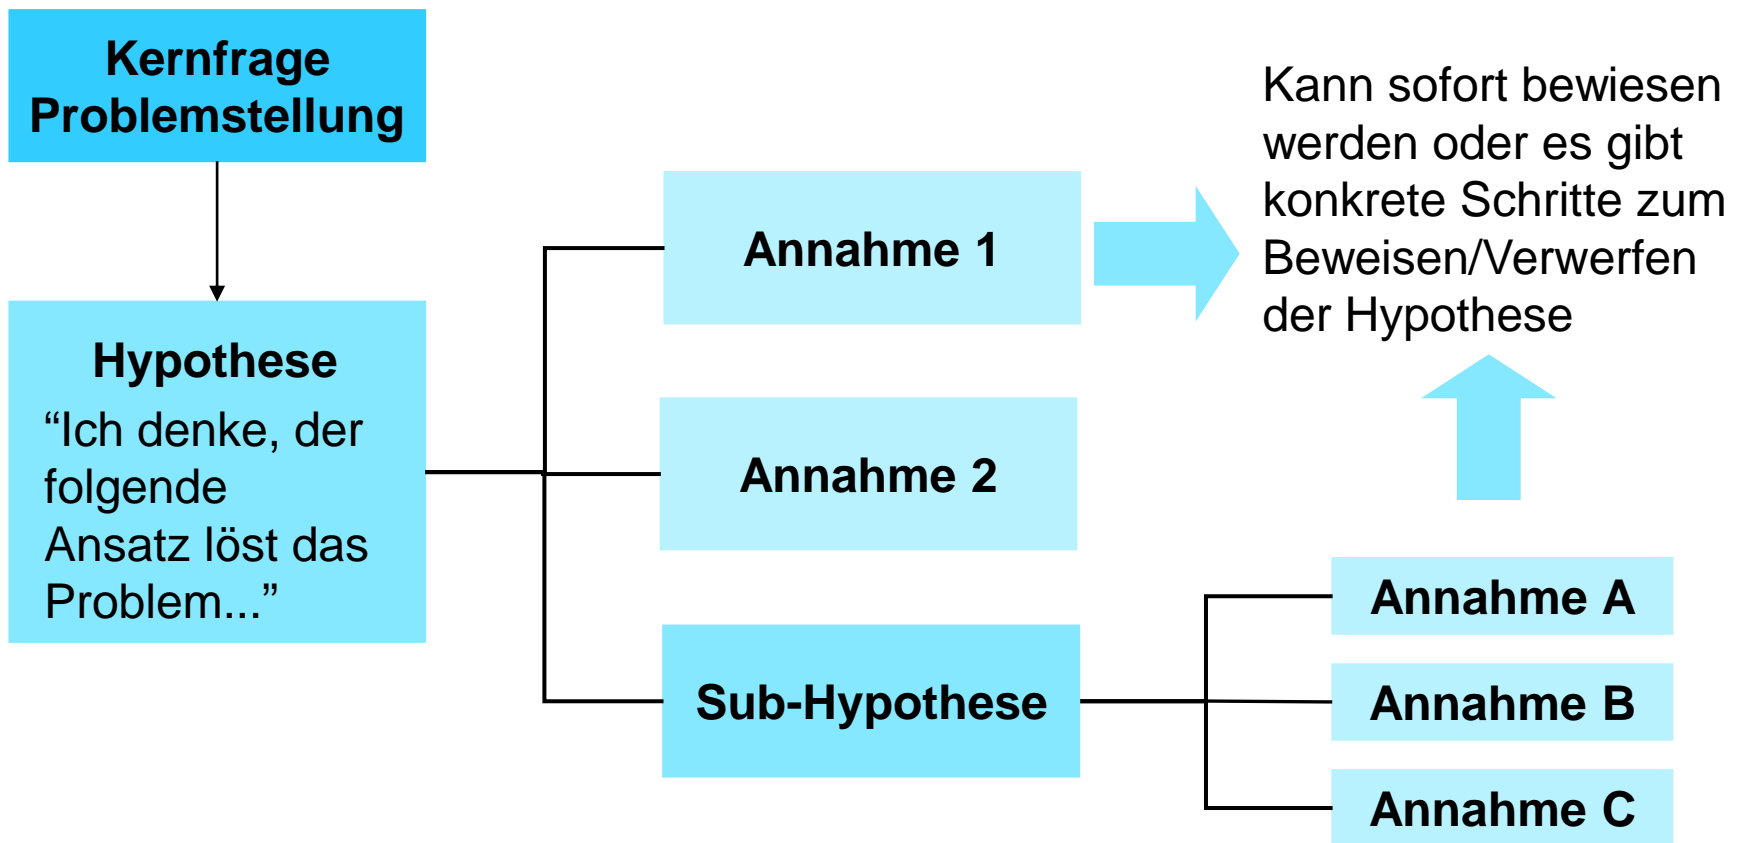 Kernfrage
Problemstellung
Hypothese
“Ich denke, der
folgende
Ansatz löst das
Problem...”
Annahme 1
Annahme 2
Sub-Hypothese
Kann sofort bewiesen
werden oder es gibt
konkrete Schritte zum
Beweisen/Verwerfen
der Hypothese
Annahme A
Annahme B
Annahme C